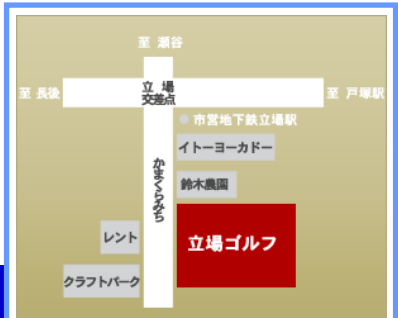 至 瀬谷
至 長後
立 場
交差点
至 戸塚駅
市営地下鉄立場駅
イトーヨーカドー
かまくらみち
鈴木農園
立場ゴルフ
レント
クラフトパーク